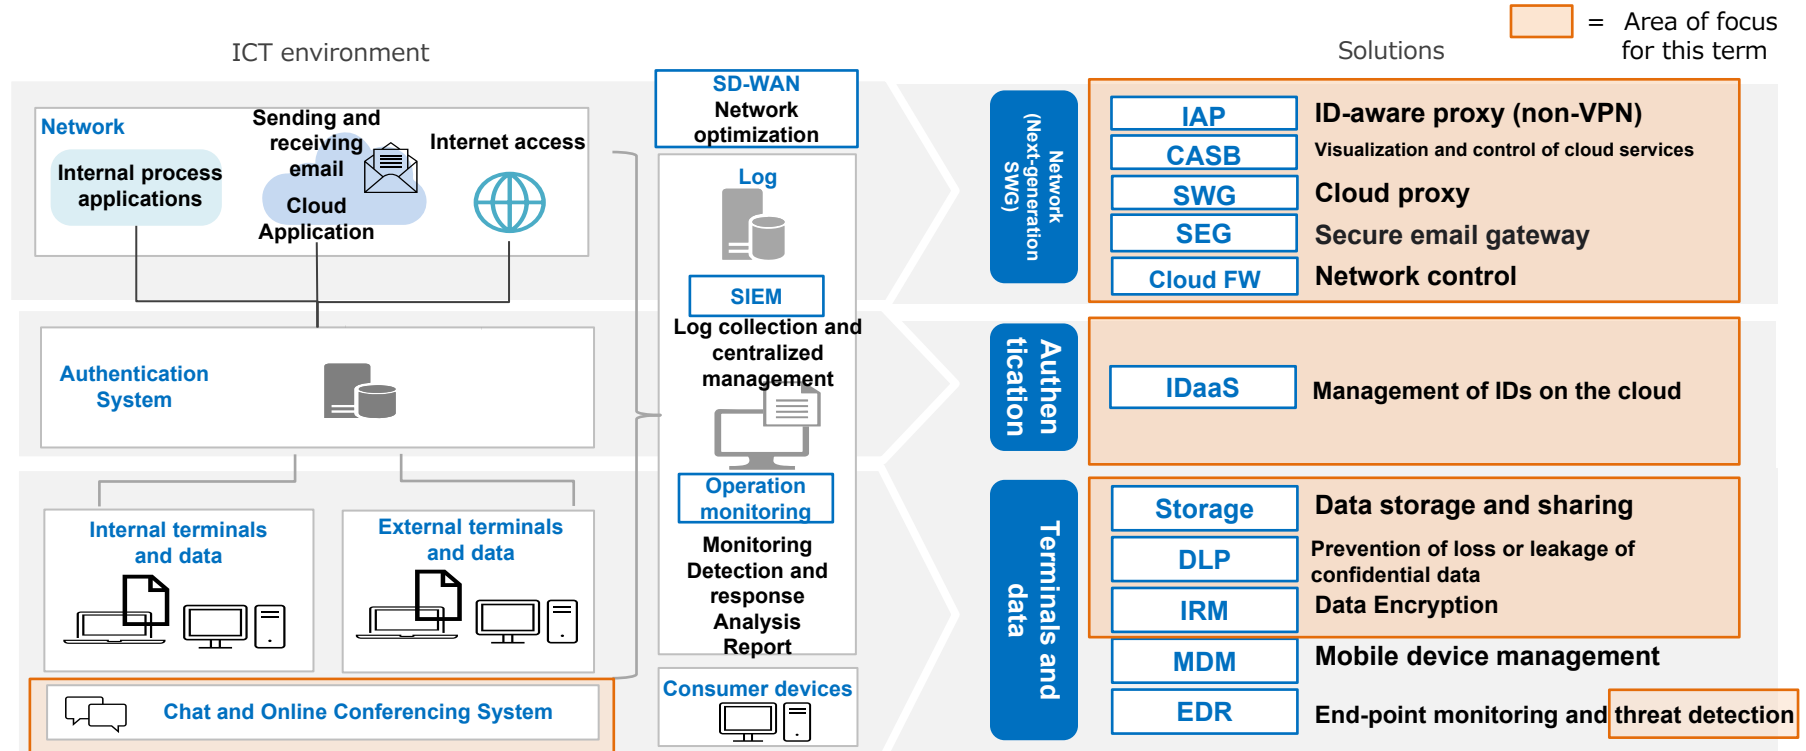 = Area of focus
for this term
ICT environment
Solutions
Network
Internal process
applications
Sending and
receiving
email
Cloud
Application
Internet access
SD-WAN
Network
optimization
Log
SIEM
Log collection and
centralized
management
Operation
monitoring
Monitoring
Detection and
response
Analysis
Report
Consumer devices
Authentication
System
Internal terminals
and data
External terminals
and data
Chat and Online Conferencing System
Network
(Next-generation
SWG)
IAP
ID-aware proxy (non-VPN)
CASB
Visualization and control of cloud services
SWG
Cloud proxy
SEG
Secure email gateway
Cloud FW
Network control
Authen
tication
IDaaS
Management of IDs on the cloud
Terminals and
data
Storage
Data storage and sharing
DLP
Prevention of loss or leakage of
confidential data
IRM
Data Encryption
MDM
Mobile device management
EDR
End-point monitoring and threat detection